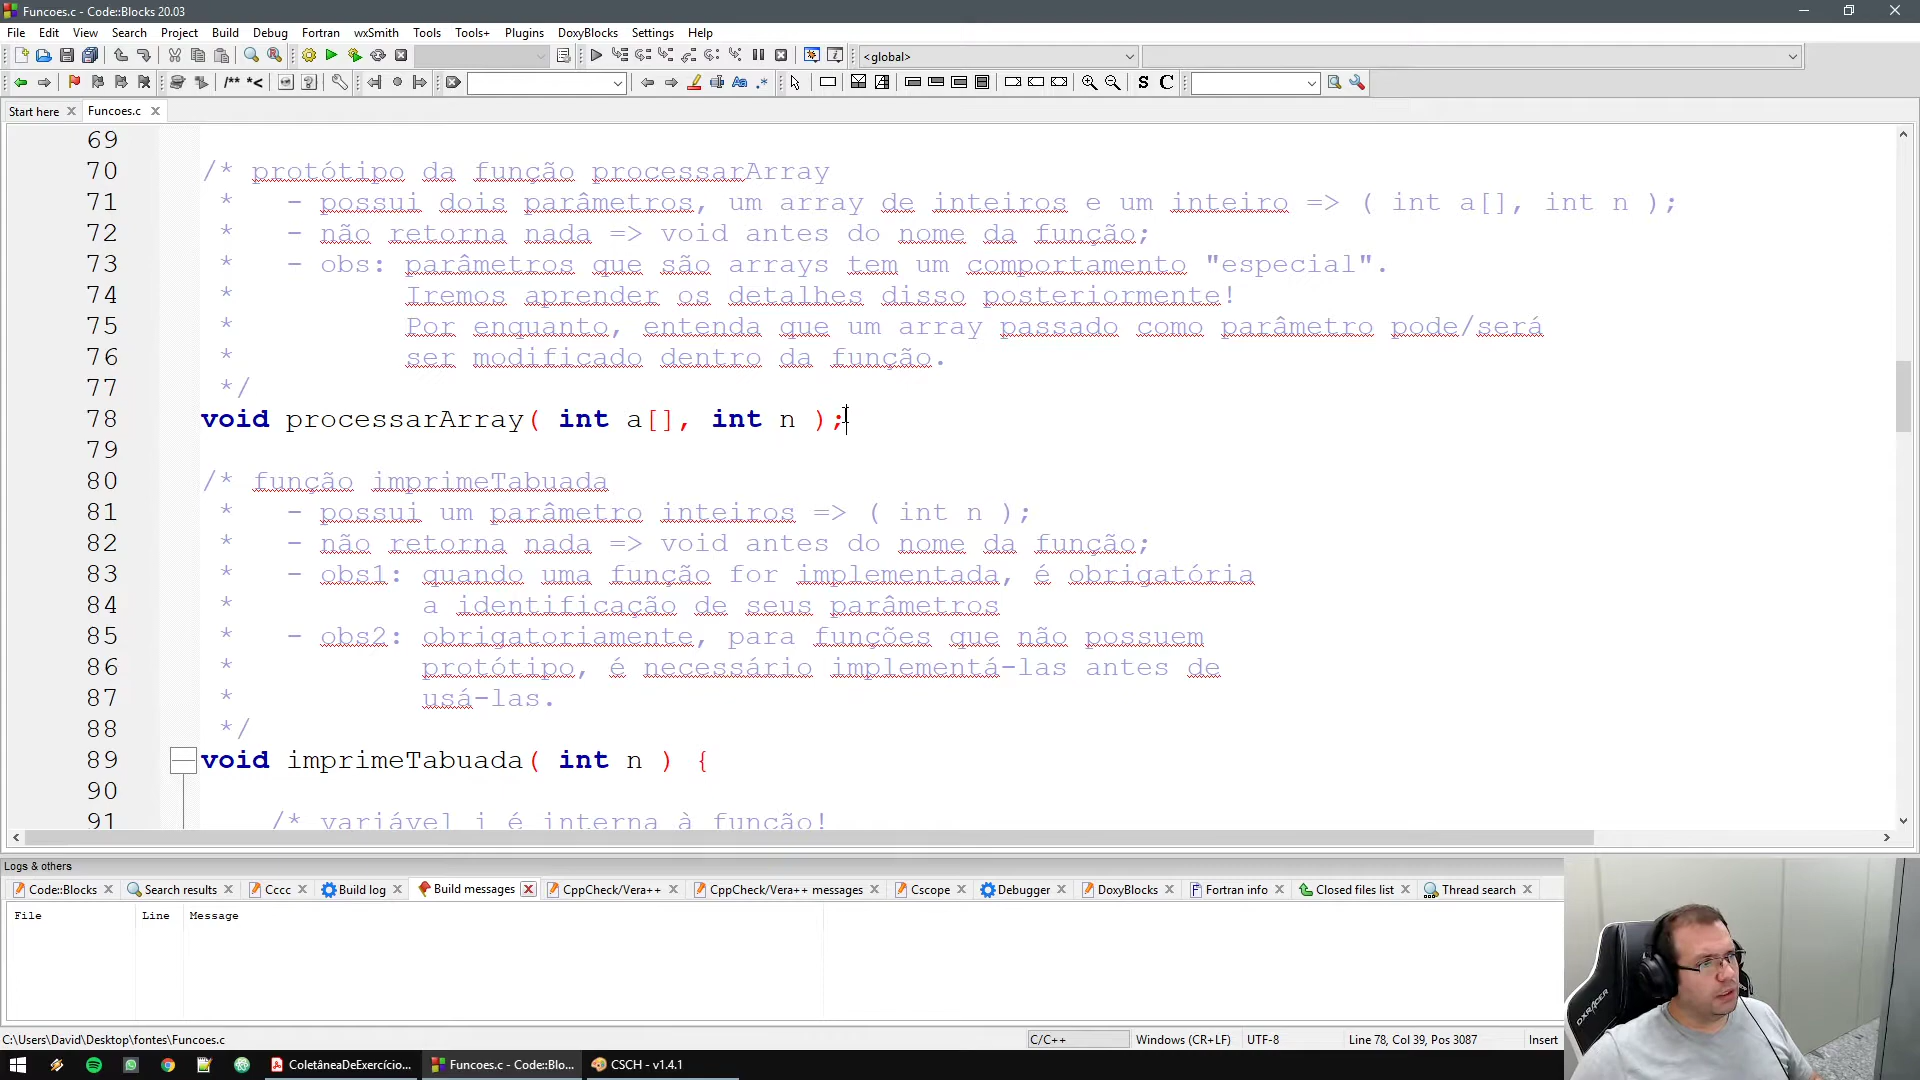 Funcoes.c - Code::Blocks 20.03
File Edit View Search Project Build Debug Fortran wxSmith Tools Tools+ Plugins DoxyBlocks Settings Help
<global>
/** *<
Aa .* S C
Start here Funcoes.c
69
70 /* protótipo da função processarArray
71 * - possui dois parâmetros, um array de inteiros e um inteiro => ( int a[], int n );
72 * - não retorna nada => void antes do nome da função;
73 * - obs: parâmetros que são arrays tem um comportamento "especial".
74 * Iremos aprender os detalhes disso posteriormente!
75 * Por enquanto, entenda que um array passado como parâmetro pode/será
76 * ser modificado dentro da função.
77 */
78 void processarArray( int a[], int n );
79
80 /* função imprimeTabuada
81 * - possui um parâmetro inteiros => ( int n );
82 * - não retorna nada => void antes do nome da função;
83 * - obs1: quando uma função for implementada, é obrigatória
84 * a identificação de seus parâmetros
85 * - obs2: obrigatoriamente, para funções que não possuem
86 * protótipo, é necessário implementá-las antes de
87 * usá-las.
88 */
89 void imprimeTabuada( int n ) {
90
91 /* variável i é interna à função!
Logs & others
Code::Blocks Search results Cccc Build log Build messages CppCheck/Vera++ CppCheck/Vera++ messages Cscope Debugger DoxyBlocks Fortran info Closed files list Thread search
File Line Message
DXRACER
C:\Users\David\Desktop\fontes\Funcoes.c C/C++ Windows (CR+LF) UTF-8 Line 78, Col 39, Pos 3087 Insert
ColetâneaDeExercício... Funcoes.c - Code::Blo... CSCH - v1.4.1